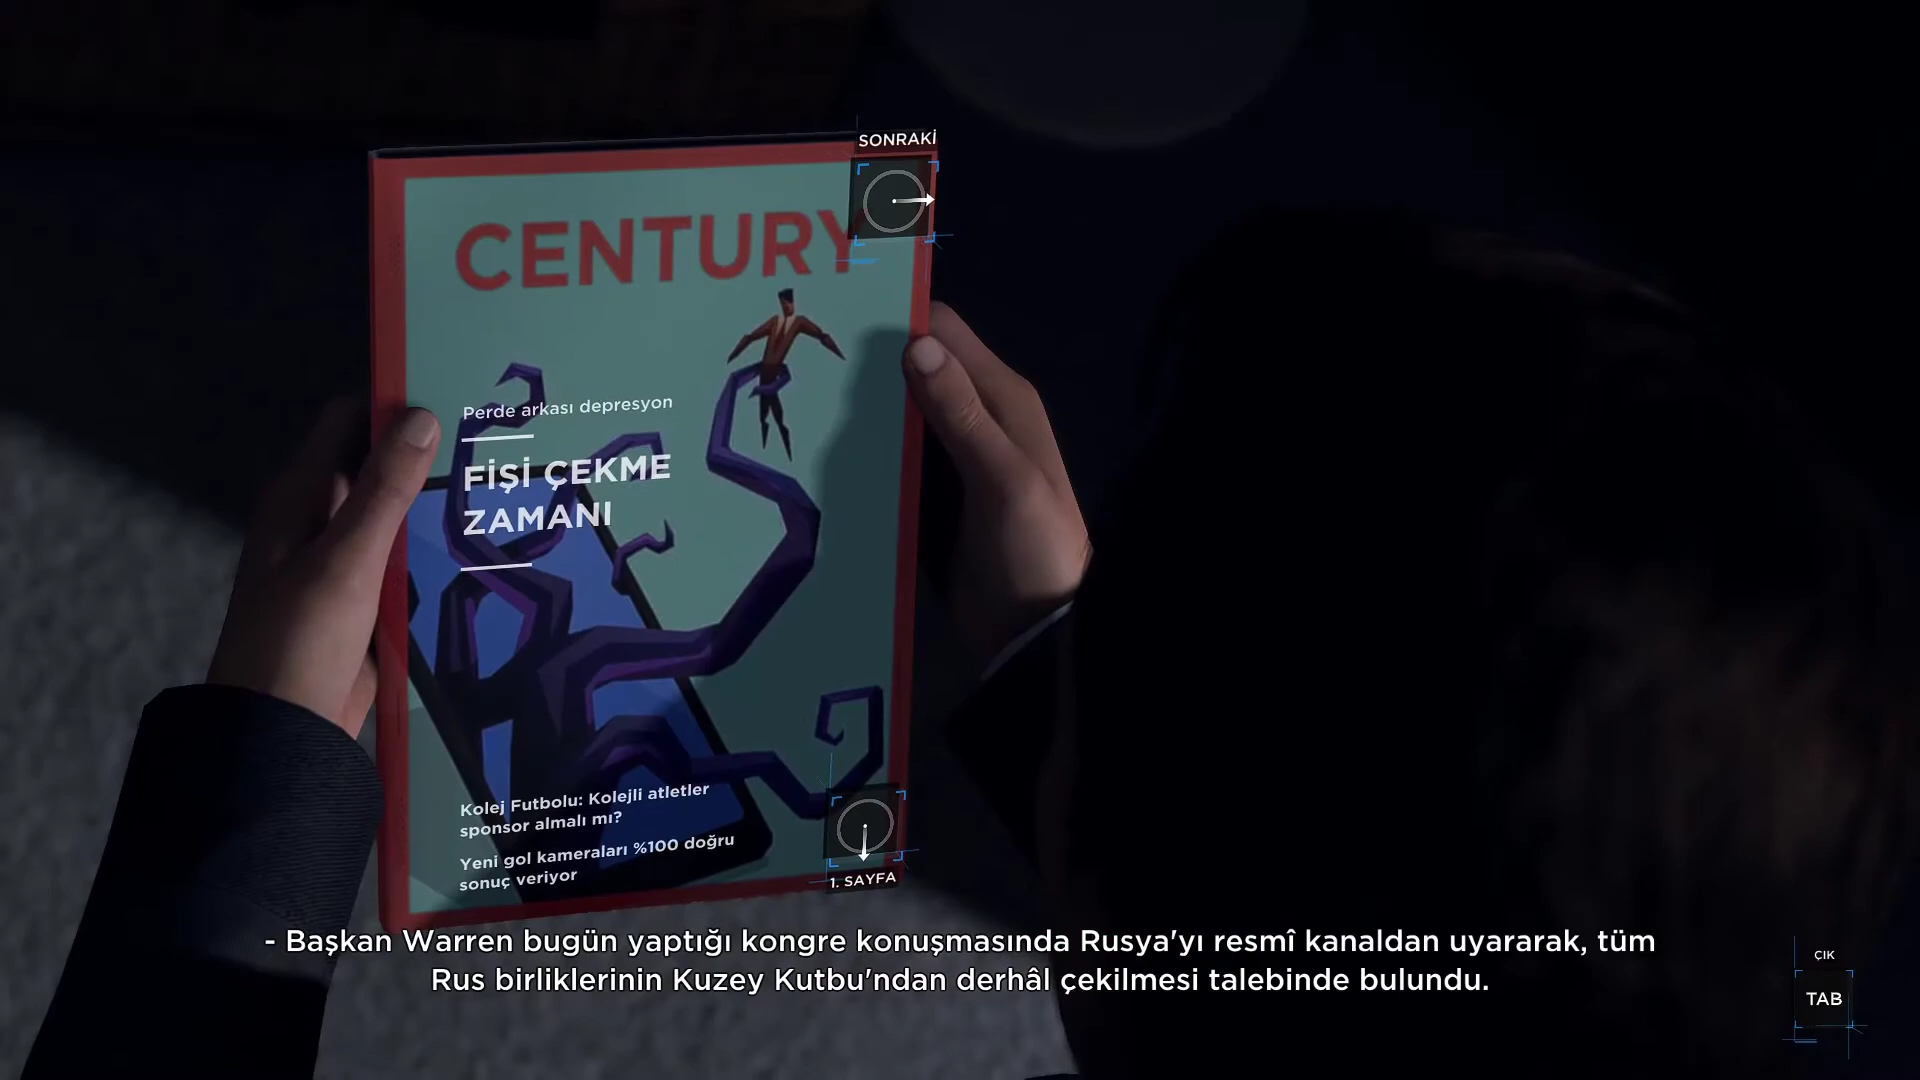 SONRAKİ
CENTURY
Perde arkası depresyon
FİŞİ ÇEKME
ZAMANI
Kolej Futbolu: Kolejli atletler
sponsor almalı mı?
Yeni gol kameraları %100 doğru
sonuç veriyor
1. SAYFA
- Başkan Warren bugün yaptığı kongre konuşmasında Rusya'yı resmî kanaldan uyararak, tüm
Rus birliklerinin Kuzey Kutbu'ndan derhâl çekilmesi talebinde bulundu.
ÇIK
TAB